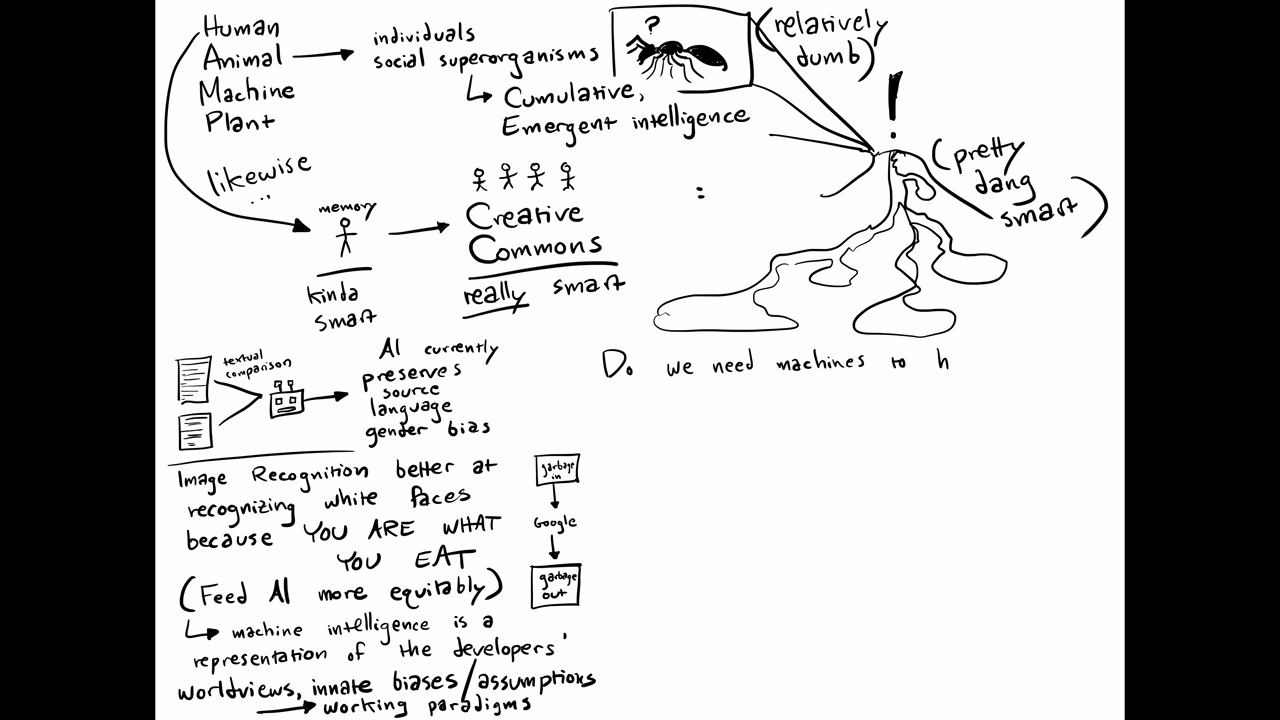 Human
Animal
Machine
Plant
individuals
social superorganisms
Cumulative,
Emergent intelligence
?
(relatively
dumb)
!
(pretty
dang
smart)
likewise
...
memory
kinda
smart
Creative
Commons
really smart
:
textual
comparison
AI currently
preserves
source
language
gender bias
Image Recognition better at
recognizing white faces
because YOU ARE WHAT
YOU EAT
(Feed AI more equitably)
garbage
in
Google
garbage
out
machine intelligence is a
representation of the developers'
worldviews, innate biases/assumptions
working paradigms
Do we need machines to h